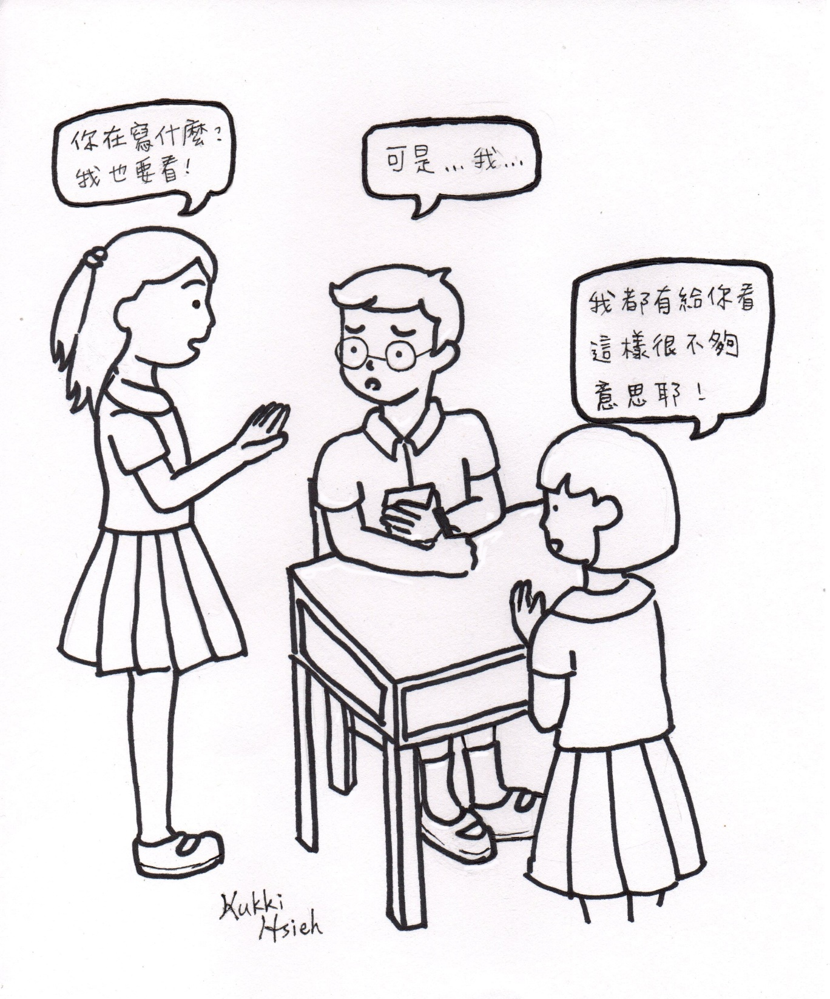 你在寫什麼？
我也要看！
可是...我...
我都有給你看
這樣很不夠
意思耶！
Kukki
Hsieh